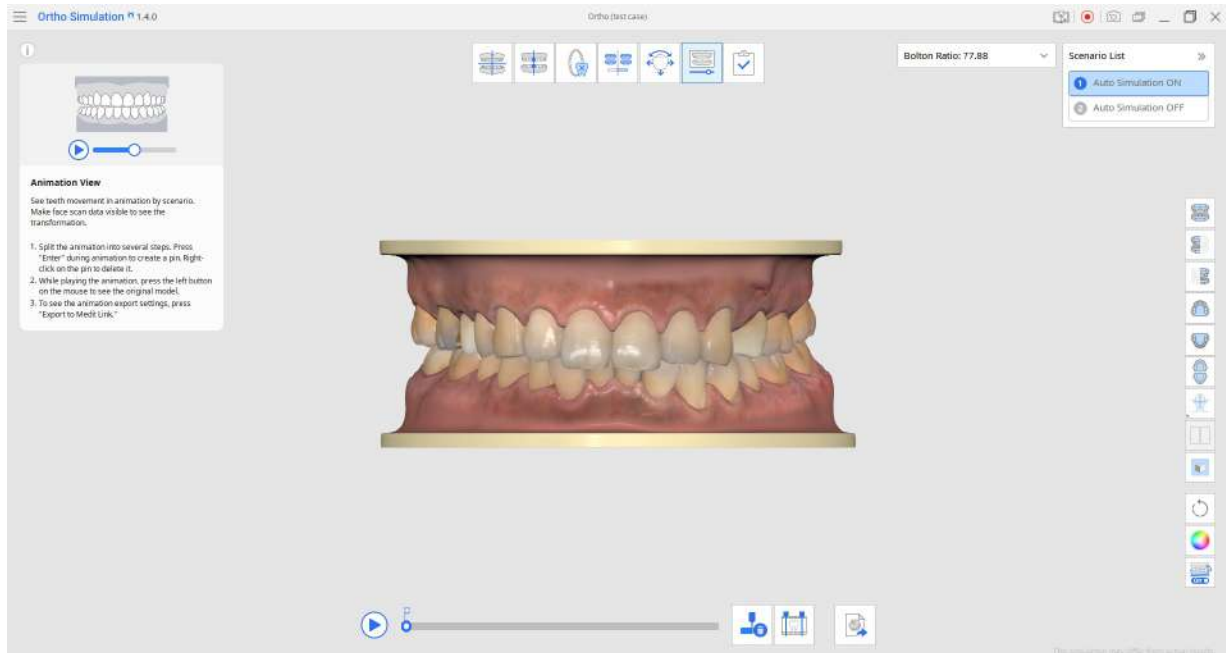 Ortho Simulation 1.4.0
Ortho (test case)
Bolton Ratio: 77.88
Scenario List
1 Auto Simulation ON
2 Auto Simulation OFF
Animation View
See teeth movement in animation by scenario.
Make face scan data visible to see the
transformation.
1. Split the animation into several steps. Press
"Enter" during animation to create a pin. Right-
click on the pin to delete it.
2. While playing the animation, press the left button
on the mouse to see the original model.
3. To see the animation export settings, press
"Export to Medit Link."